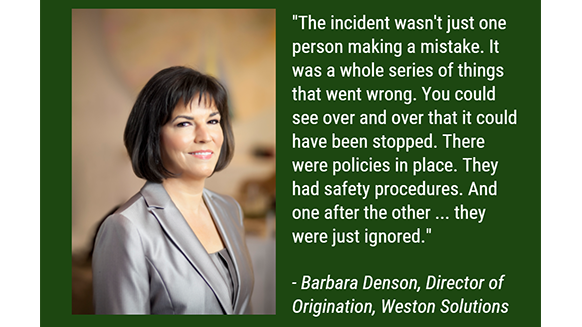 "The incident wasn't just one
person making a mistake. It
was a whole series of things
that went wrong. You could
see over and over that it could
have been stopped. There
were policies in place. They
had safety procedures. And
one after the other ... they
were just ignored."
- Barbara Denson, Director of
Origination, Weston Solutions